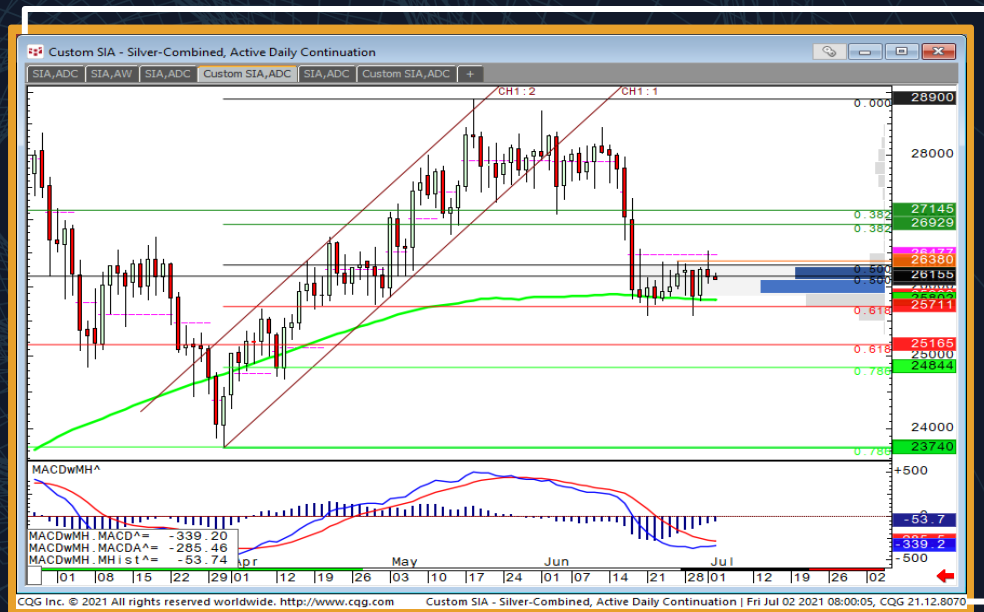 Custom SIA - Silver-Combined, Active Daily Continuation
SIA,ADC SIA,AW SIA,ADC Custom SIA,ADC SIA,ADC Custom SIA,ADC +
CH1:2 CH1:1
0.000 28900
28000
0.382 27145
0.382 26929
26477
26380
0.500
26155
0.500
25802
25711
0.618
0.618 25165
25000
0.786 24844
24000
0.786 23740
MACDwMH^
+500
-53.7
-339.2
-500
MACDwMH.MACD^= -339.20
MACDwMH.MACDA^= -285.46
MACDwMH.MHist^= -53.74
Apr May Jun Jul
01 08 15 22 29 01 12 19 26 03 10 17 24 01 07 14 21 28 01 12 19 26 02
CQG Inc. © 2021 All rights reserved worldwide. http://www.cqg.com Custom SIA - Silver-Combined, Active Daily Continuation | Fri Jul 02 2021 18:00:05, CQG 21.12.8070